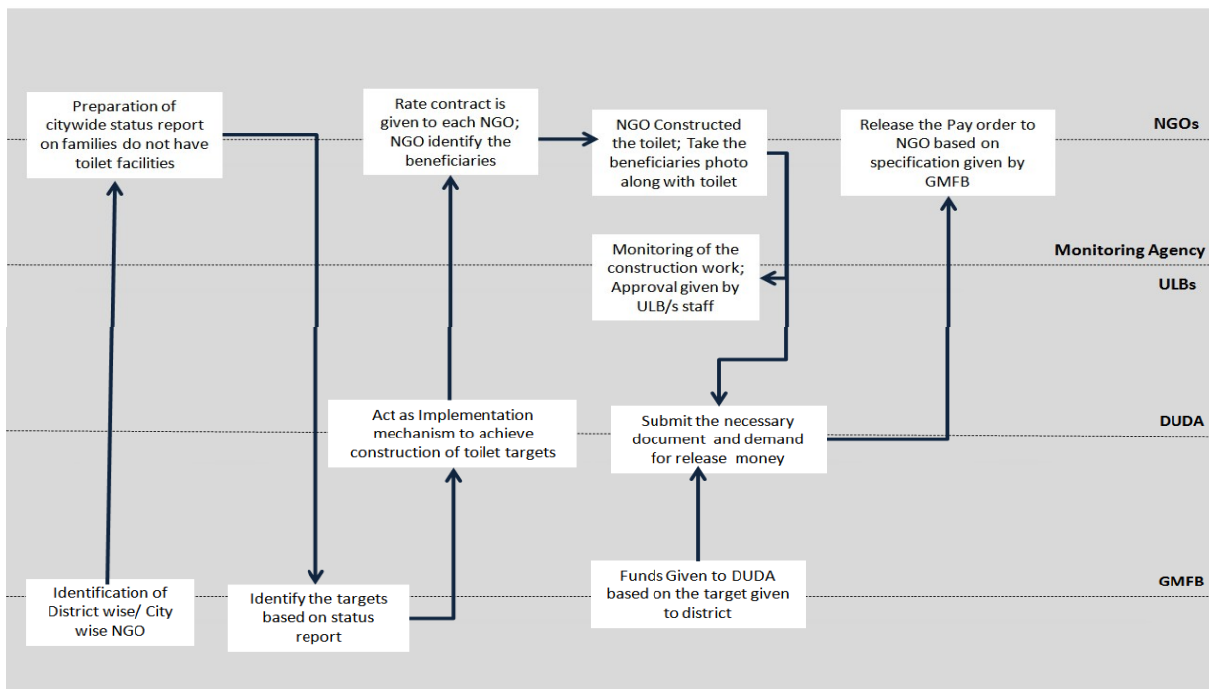 Preparation of
citywide status report
on families do not have
toilet facilities
Rate contract is
given to each NGO;
NGO identify the
beneficiaries
NGO Constructed
the toilet; Take the
beneficiaries photo
along with toilet
Release the Pay order to
NGO based on
specification given by
GMFB
NGOs
Monitoring of the
construction work;
Approval given by
ULB/s staff
Monitoring Agency
ULBs
Act as Implementation
mechanism to achieve
construction of toilet targets
Submit the necessary
document and demand
for release money
DUDA
Identification of
District wise/ City
wise NGO
Identify the targets
based on status
report
Funds Given to DUDA
based on the target given
to district
GMFB